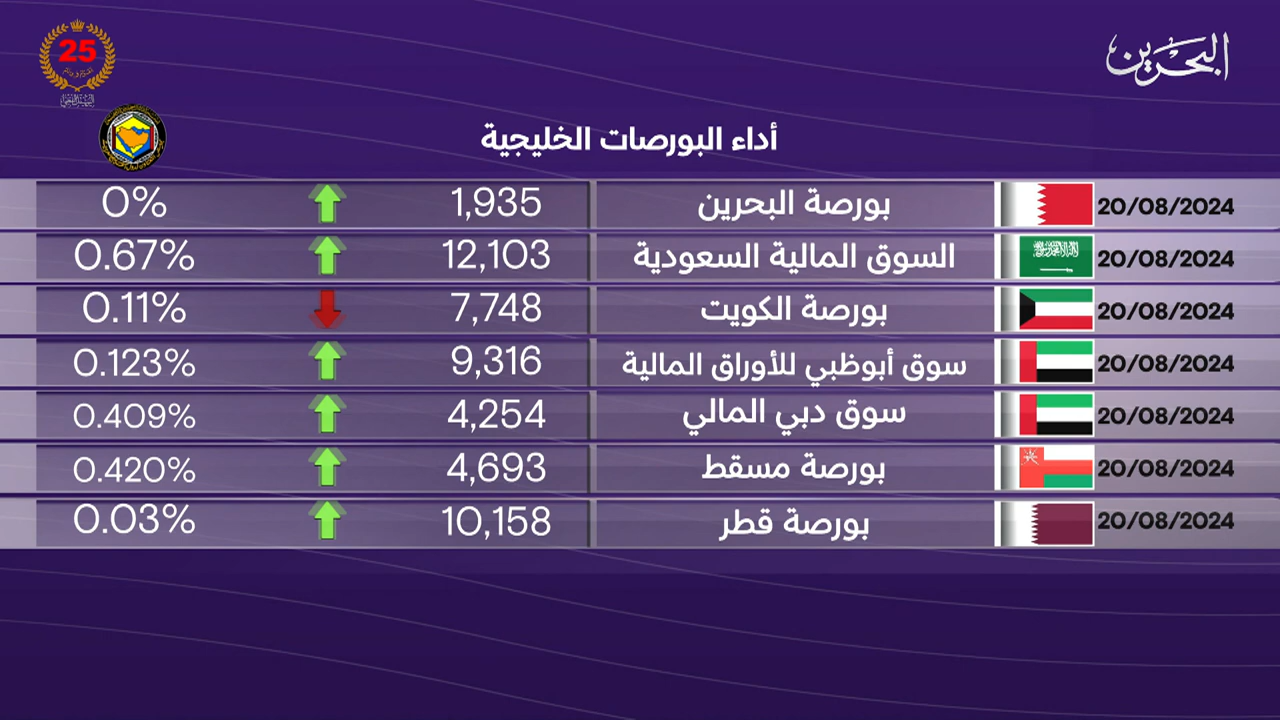 البحرين
25
أداء البورصات الخليجية
20/08/2024 بورصة البحرين 1,935 0%
20/08/2024 السوق المالية السعودية 12,103 0.67%
20/08/2024 بورصة الكويت 7,748 0.11%
20/08/2024 سوق أبوظبي للأوراق المالية 9,316 0.123%
20/08/2024 سوق دبي المالي 4,254 0.409%
20/08/2024 بورصة مسقط 4,693 0.420%
20/08/2024 بورصة قطر 10,158 0.03%